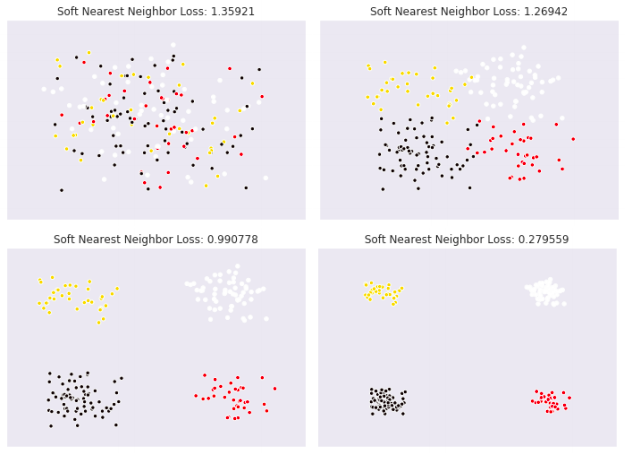 Soft Nearest Neighbor Loss: 1.35921
Soft Nearest Neighbor Loss: 1.26942
Soft Nearest Neighbor Loss: 0.990778
Soft Nearest Neighbor Loss: 0.279559